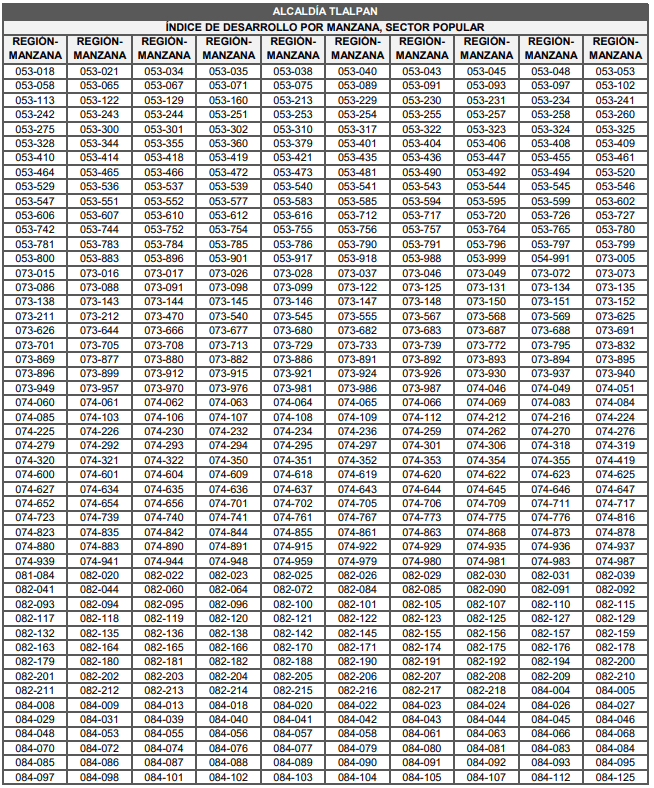 ALCALDÍA TLALPAN
ÍNDICE DE DESARROLLO POR MANZANA, SECTOR POPULAR
REGIÓN- REGIÓN- REGIÓN- REGIÓN- REGIÓN- REGIÓN- REGIÓN- REGIÓN- REGIÓN- REGIÓN-
MANZANA MANZANA MANZANA MANZANA MANZANA MANZANA MANZANA MANZANA MANZANA MANZANA
053-018 053-021 053-034 053-035 053-038 053-040 053-043 053-045 053-048 053-053
053-058 053-065 053-067 053-071 053-075 053-089 053-091 053-093 053-097 053-102
053-113 053-122 053-129 053-160 053-213 053-229 053-230 053-231 053-234 053-241
053-242 053-243 053-244 053-251 053-253 053-254 053-255 053-257 053-258 053-260
053-275 053-300 053-301 053-302 053-310 053-317 053-322 053-323 053-324 053-325
053-328 053-344 053-355 053-360 053-379 053-401 053-404 053-406 053-408 053-409
053-410 053-414 053-418 053-419 053-421 053-435 053-436 053-447 053-455 053-461
053-464 053-465 053-466 053-472 053-473 053-481 053-490 053-492 053-494 053-520
053-529 053-536 053-537 053-539 053-540 053-541 053-543 053-544 053-545 053-546
053-547 053-551 053-552 053-577 053-583 053-585 053-594 053-595 053-599 053-602
053-606 053-607 053-610 053-612 053-616 053-712 053-717 053-720 053-726 053-727
053-742 053-744 053-752 053-754 053-755 053-756 053-757 053-764 053-765 053-780
053-781 053-783 053-784 053-785 053-786 053-790 053-791 053-796 053-797 053-799
053-800 053-883 053-896 053-901 053-917 053-918 053-988 053-999 054-991 073-005
073-015 073-016 073-017 073-026 073-028 073-037 073-046 073-049 073-072 073-073
073-086 073-088 073-091 073-098 073-099 073-122 073-125 073-131 073-134 073-135
073-138 073-143 073-144 073-145 073-146 073-147 073-148 073-150 073-151 073-152
073-211 073-212 073-470 073-540 073-545 073-555 073-567 073-568 073-569 073-625
073-626 073-644 073-666 073-677 073-680 073-682 073-683 073-687 073-688 073-691
073-701 073-705 073-708 073-713 073-729 073-733 073-739 073-772 073-795 073-832
073-869 073-877 073-880 073-882 073-886 073-891 073-892 073-893 073-894 073-895
073-896 073-899 073-912 073-915 073-921 073-924 073-926 073-930 073-937 073-940
073-949 073-957 073-970 073-976 073-981 073-986 073-987 074-046 074-049 074-051
074-060 074-061 074-062 074-063 074-064 074-065 074-066 074-069 074-083 074-084
074-085 074-103 074-106 074-107 074-108 074-109 074-112 074-212 074-216 074-224
074-225 074-226 074-230 074-232 074-234 074-236 074-259 074-262 074-270 074-276
074-279 074-292 074-293 074-294 074-295 074-297 074-301 074-306 074-318 074-319
074-320 074-321 074-322 074-350 074-351 074-352 074-353 074-354 074-355 074-419
074-600 074-601 074-604 074-609 074-618 074-619 074-620 074-622 074-623 074-625
074-627 074-634 074-635 074-636 074-637 074-643 074-644 074-645 074-646 074-647
074-652 074-654 074-656 074-701 074-702 074-705 074-706 074-709 074-711 074-717
074-723 074-739 074-740 074-741 074-761 074-767 074-773 074-775 074-776 074-816
074-823 074-835 074-842 074-844 074-855 074-861 074-863 074-868 074-873 074-878
074-880 074-883 074-890 074-891 074-915 074-922 074-929 074-935 074-936 074-937
074-939 074-941 074-944 074-948 074-959 074-979 074-980 074-981 074-983 074-987
081-084 082-020 082-022 082-023 082-025 082-026 082-029 082-030 082-031 082-039
082-041 082-044 082-060 082-064 082-072 082-084 082-085 082-090 082-091 082-092
082-093 082-094 082-095 082-096 082-100 082-101 082-105 082-107 082-110 082-115
082-117 082-118 082-119 082-120 082-121 082-122 082-123 082-125 082-127 082-129
082-132 082-135 082-136 082-138 082-142 082-145 082-155 082-156 082-157 082-159
082-163 082-164 082-165 082-166 082-170 082-171 082-174 082-175 082-176 082-178
082-179 082-180 082-181 082-182 082-188 082-190 082-191 082-192 082-194 082-200
082-201 082-202 082-203 082-204 082-205 082-206 082-207 082-208 082-209 082-210
082-211 082-212 082-213 082-214 082-215 082-216 082-217 082-218 084-004 084-005
084-008 084-009 084-013 084-018 084-020 084-022 084-023 084-024 084-026 084-027
084-029 084-031 084-039 084-040 084-041 084-043 084-044 084-045 084-046
084-048 084-053 084-055 084-056 084-057 084-058 084-061 084-063 084-066 084-068
084-070 084-072 084-074 084-076 084-077 084-079 084-080 084-081 084-083 084-084
084-085 084-086 084-087 084-088 084-089 084-090 084-091 084-092 084-093 084-095
084-097 084-098 084-101 084-102 084-103 084-104 084-105 084-107 084-112 084-125